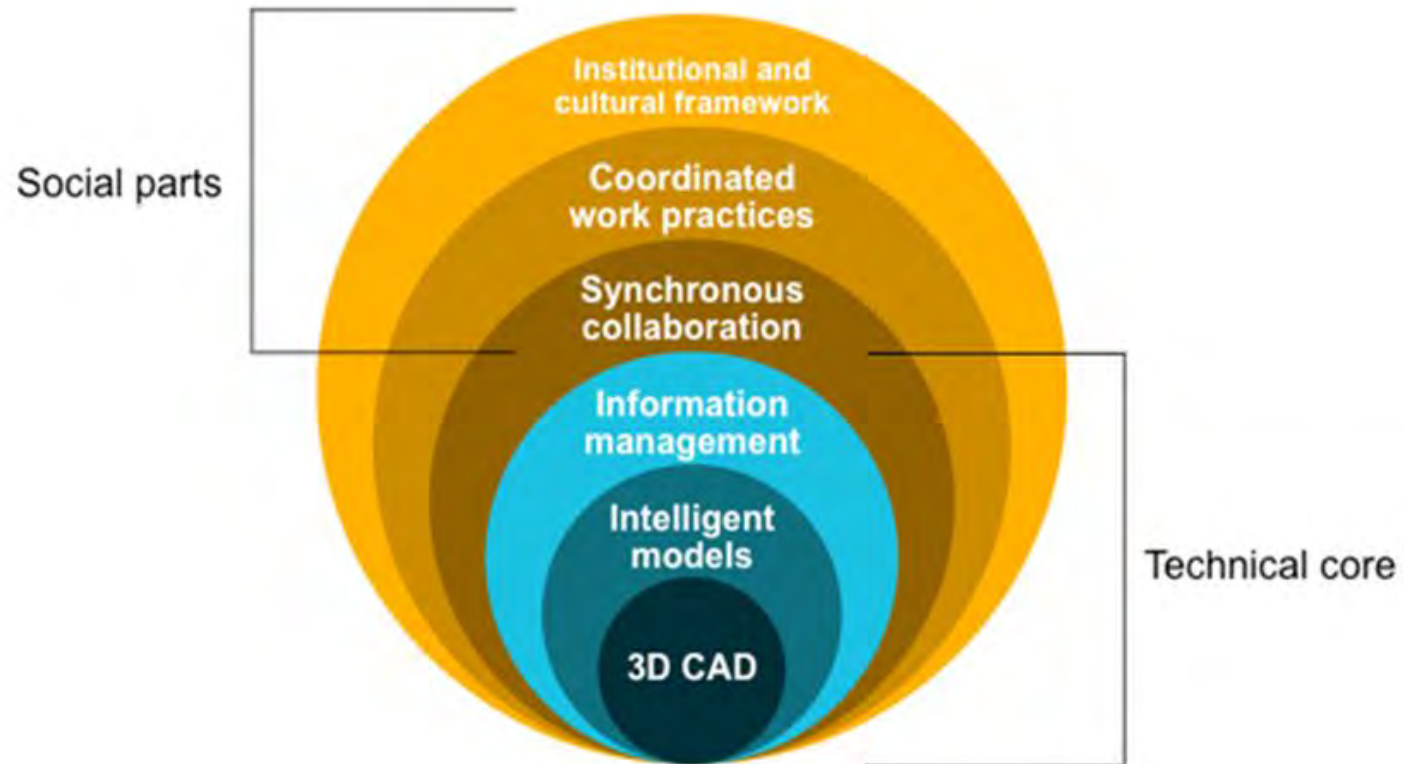 Institutional and
cultural framework
Social parts
Coordinated
work practices
Synchronous
collaboration
Information
management
Intelligent
models
Technical core
3D CAD